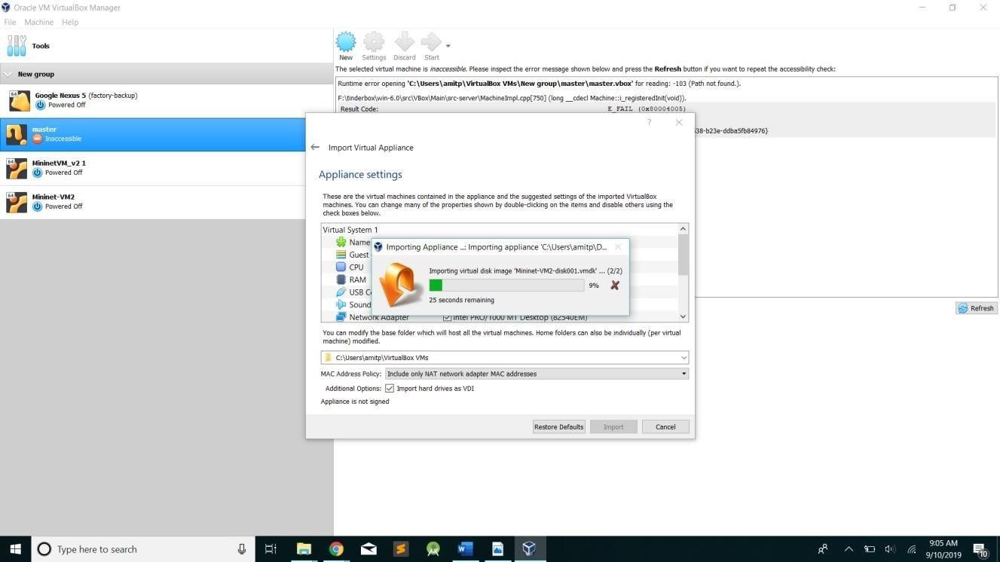 Oracle VM VirtualBox Manager
File Machine Help
Tools
New group
64
Google Nexus 5 (factory-backup)
Powered Off
64
master
Inaccessible
64
MininetVM_v2 1
Powered Off
64
Mininet-VM2
Powered Off
New Settings Discard Start
The selected virtual machine is inaccessible. Please inspect the error message shown below and press the Refresh button if you want to repeat the accessibility check:
Runtime error opening 'C:\Users\amitp\VirtualBox VMs\New group\master\master.vbox' for reading: -103 (Path not found.).
F:\tinderbox\win-6.0\src\VBox\Main\src-server\MachineImpl.cpp[750] (long __cdecl Machine::i_registeredInit(void)).
Result Code: E_FAIL (0x80004005)
38-b23e-ddba5fb84976}
Refresh
?
Import Virtual Appliance
Appliance settings
These are the virtual machines contained in the appliance and the suggested settings of the imported VirtualBox
machines. You can change many of the properties shown by double-clicking on the items and disable others using the
check boxes below.
Virtual System 1
Name
Guest
CPU
RAM
USB C
Sound
Network Adapter Intel PRO/1000 MT Desktop (82540EM)
Importing Appliance ...: Importing appliance 'C:\Users\amitp\D...
Importing virtual disk image 'Mininet-VM2-disk001.vmdk' ... (2/2)
9%
25 seconds remaining
You can modify the base folder which will host all the virtual machines. Home folders can also be individually (per virtual
machine) modified.
C:\Users\amitp\VirtualBox VMs
MAC Address Policy: Include only NAT network adapter MAC addresses
Additional Options: Import hard drives as VDI
Appliance is not signed
Restore Defaults Import Cancel
Type here to search
9:05 AM
9/10/2019
10